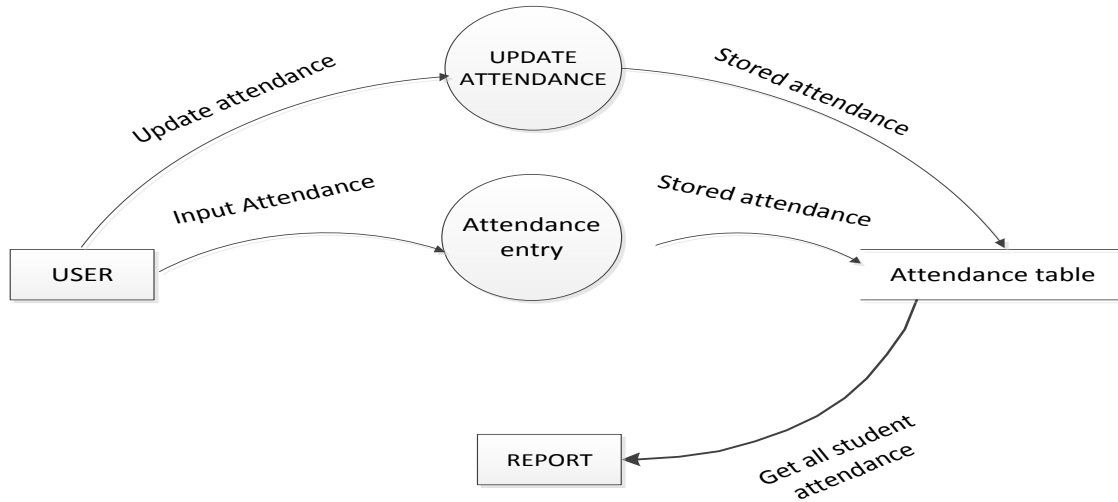 UPDATE
ATTENDANCE
Update attendance
Stored attendance
Input Attendance
Attendance
entry
Stored attendance
USER
Attendance table
REPORT
Get all student
attendance